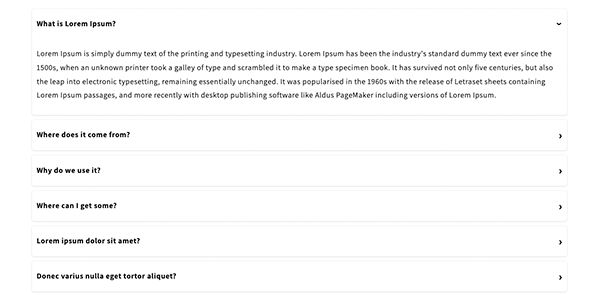 What is Lorem Ipsum?
Lorem Ipsum is simply dummy text of the printing and typesetting industry. Lorem Ipsum has been the industry's standard dummy text ever since the
1500s, when an unknown printer took a galley of type and scrambled it to make a type specimen book. It has survived not only five centuries, but also
the leap into electronic typesetting, remaining essentially unchanged. It was popularised in the 1960s with the release of Letraset sheets containing
Lorem Ipsum passages, and more recently with desktop publishing software like Aldus PageMaker including versions of Lorem Ipsum.
Where does it come from?
Why do we use it?
Where can I get some?
Lorem ipsum dolor sit amet?
Donec varius nulla eget tortor aliquet?